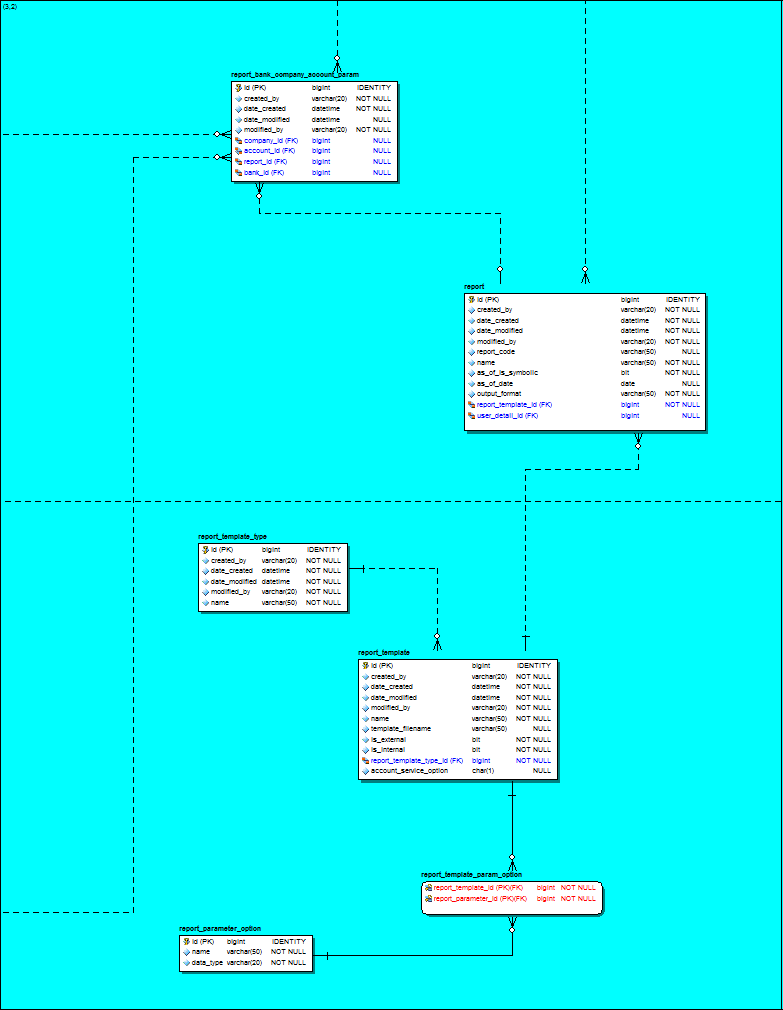 (3,2)
report_bank_company_account_param
id (PK) bigint IDENTITY
created_by varchar(20) NOT NULL
date_created datetime NOT NULL
date_modified datetime NULL
modified_by varchar(20) NOT NULL
company_id (FK) bigint NULL
account_id (FK) bigint NULL
report_id (FK) bigint NULL
bank_id (FK) bigint NULL
report
id (PK) bigint IDENTITY
created_by varchar(20) NOT NULL
date_created datetime NOT NULL
date_modified datetime NOT NULL
modified_by varchar(20) NOT NULL
report_code varchar(50) NULL
name varchar(50) NOT NULL
as_of_is_symbolic bit NOT NULL
as_of_date date NULL
output_format varchar(50) NOT NULL
report_template_id (FK) bigint NOT NULL
user_detail_id (FK) bigint NULL
report_template_type
id (PK) bigint IDENTITY
created_by varchar(20) NOT NULL
date_created datetime NOT NULL
date_modified datetime NOT NULL
modified_by varchar(20) NOT NULL
name varchar(50) NOT NULL
report_template
id (PK) bigint IDENTITY
created_by varchar(20) NOT NULL
date_created datetime NOT NULL
date_modified datetime NOT NULL
modified_by varchar(20) NOT NULL
name varchar(50) NOT NULL
template_filename varchar(50) NULL
is_external bit NOT NULL
is_internal bit NOT NULL
report_template_type_id (FK) bigint NOT NULL
account_service_option char(1) NULL
report_template_param_option
report_template_id (PK)(FK) bigint NOT NULL
report_parameter_id (PK)(FK) bigint NOT NULL
report_parameter_option
id (PK) bigint IDENTITY
name varchar(50) NOT NULL
data_type varchar(20) NOT NULL